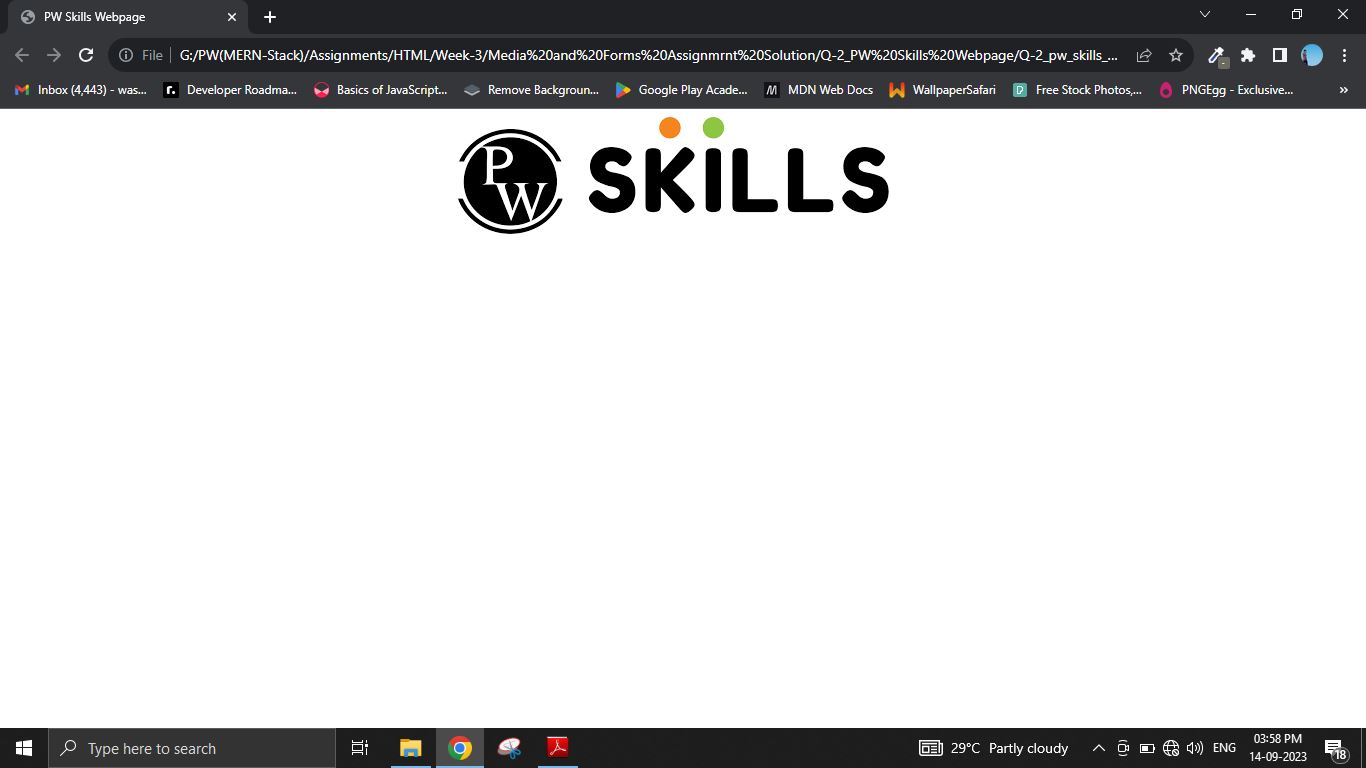 PW Skills Webpage
File G:/PW(MERN-Stack)/Assignments/HTML/Week-3/Media%20and%20Forms%20Assignmrnt%20Solution/Q-2_PW%20Skills%20Webpage/Q-2_pw_skills_...
Inbox (4,443) - was... Developer Roadma... Basics of JavaScript... Remove Backgroun... Google Play Acade... MDN Web Docs WallpaperSafari Free Stock Photos,... PNGEgg - Exclusive... »
PW SKILLS
Type here to search 29°C Partly cloudy ENG 03:58 PM
14-09-2023 18